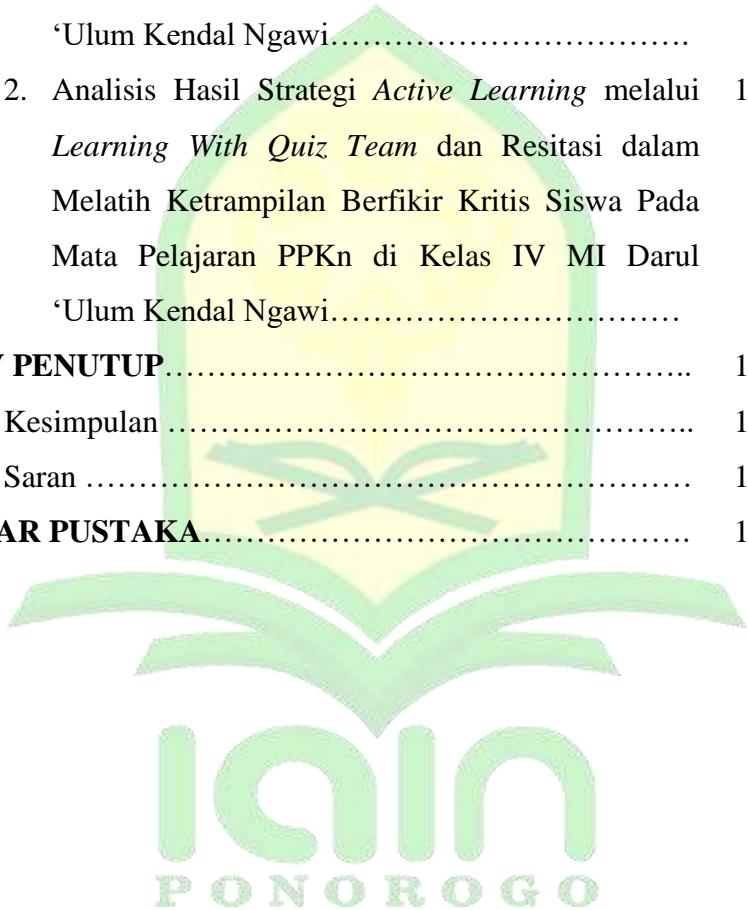 ‘Ulum Kendal Ngawi……………………………….
2. Analisis Hasil Strategi Active Learning melalui 1
Learning With Quiz Team dan Resitasi dalam
Melatih Ketrampilan Berfikir Kritis Siswa Pada
Mata Pelajaran PPKn di Kelas IV MI Darul
‘Ulum Kendal Ngawi………………………………
PENUTUP…………………………………………….. 1
Kesimpulan …………………………………………….. 1
Saran …………………………………………………… 1
AR PUSTAKA…………………………………………. 1
iain
PONOROGO